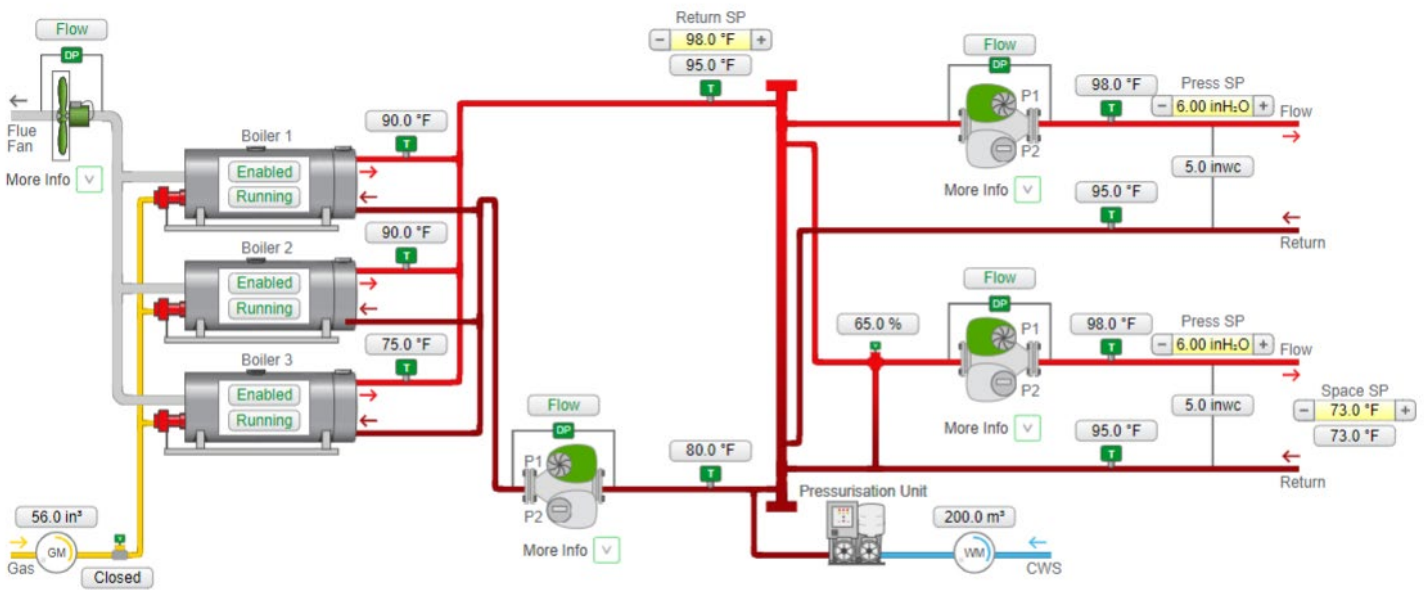 Flow
DP
Flue
Fan
More Info
Boiler 1
Enabled
Running
90.0 °F
T
Boiler 2
Enabled
Running
90.0 °F
T
Boiler 3
Enabled
Running
75.0 °F
T
56.0 in³
GM
Gas
Closed
Return SP
− 98.0 °F +
95.0 °F
T
Flow
DP
P1
P2
More Info
80.0 °F
T
Pressurisation Unit
200.0 m³
WM
CWS
Flow
DP
P1
P2
More Info
98.0 °F
T
Press SP
− 6.00 inH₂O +
Flow
5.0 inwc
95.0 °F
T
Return
65.0 %
Flow
DP
P1
P2
More Info
98.0 °F
T
Press SP
− 6.00 inH₂O +
Flow
5.0 inwc
Space SP
− 73.0 °F +
73.0 °F
95.0 °F
T
Return